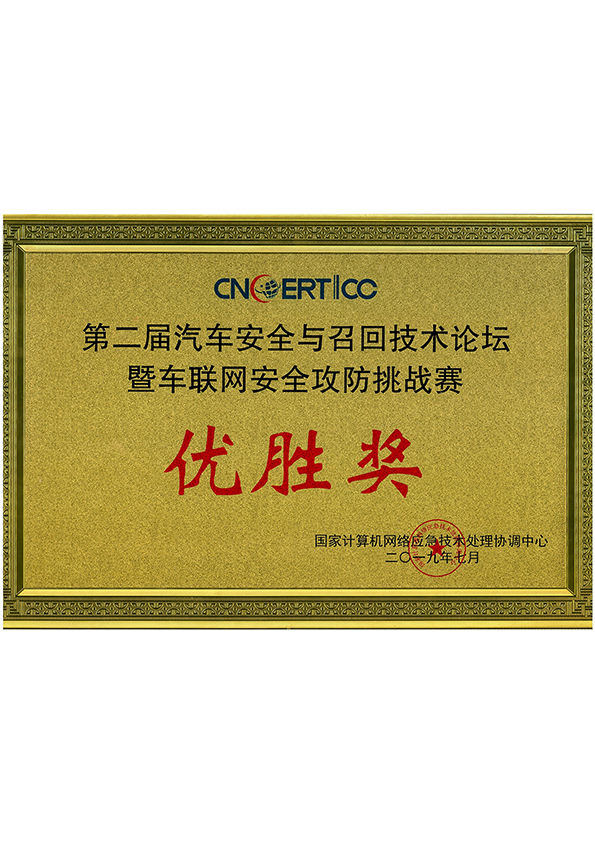 CNCERT/CC
第二届汽车安全与召回技术论坛
暨车联网安全攻防挑战赛
优胜奖
国家计算机网络应急技术处理协调中心
二〇一九年七月